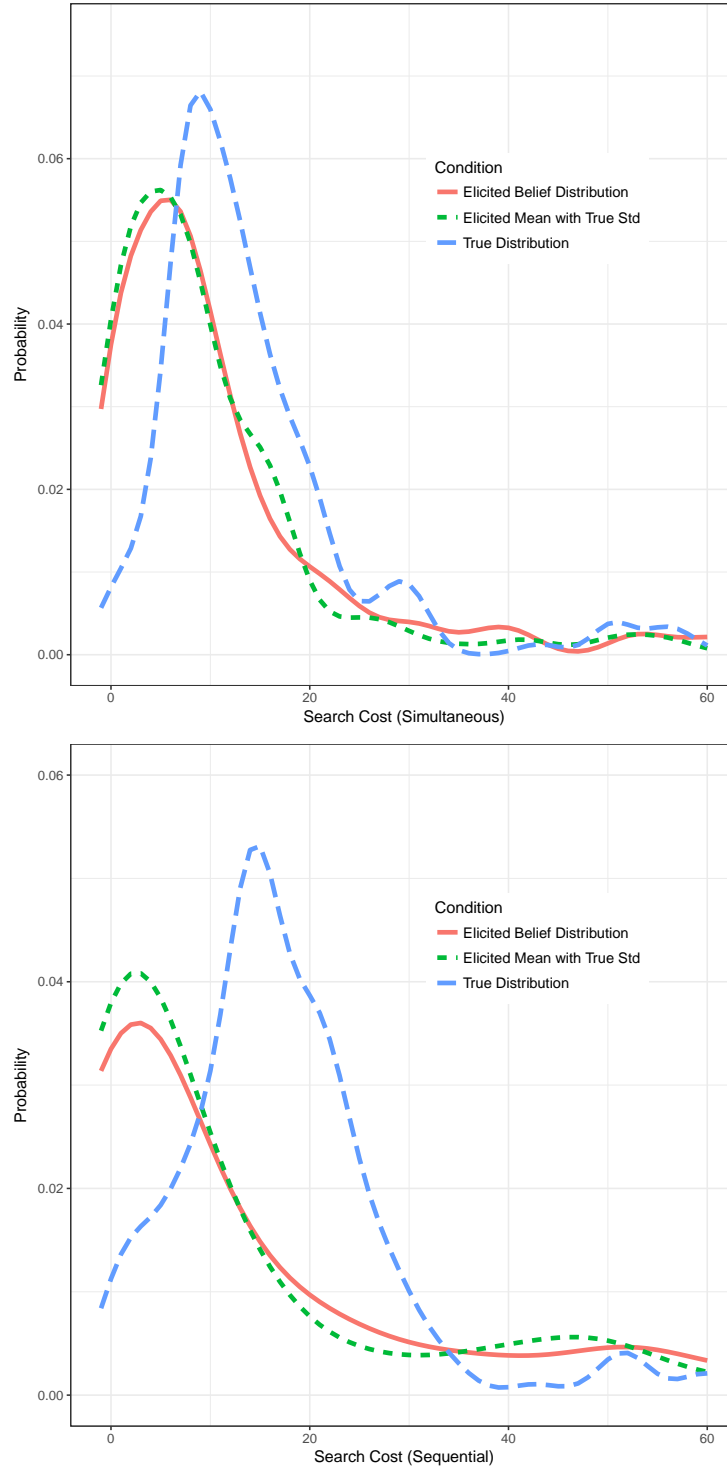 0.06
0.04
0.02
0.00
Probability
Condition
Elicited Belief Distribution
Elicited Mean with True Std
True Distribution
0 20 40 60
Search Cost (Simultaneous)
0.06
0.04
0.02
0.00
Probability
Condition
Elicited Belief Distribution
Elicited Mean with True Std
True Distribution
0 20 40 60
Search Cost (Sequential)